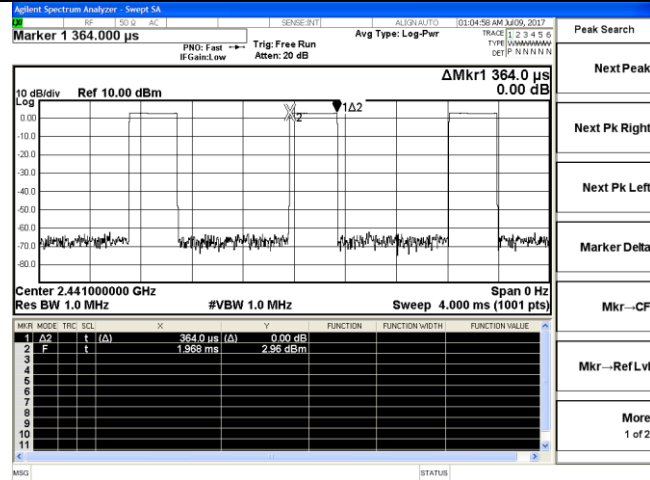 Agilent Spectrum Analyzer - Swept SA
RF 50 Ω AC SENSE:INT ALIGN AUTO 01:04:58 AM Jul 09, 2017
Marker 1 364.000 µs
PNO: Fast
IFGain:Low
Trig: Free Run
Atten: 20 dB
Avg Type: Log-Pwr
TRACE 1 2 3 4 5 6
TYPE WWWWWW
DET P N N N N N
Peak Search
ΔMkr1 364.0 µs
0.00 dB
10 dB/div Ref 10.00 dBm
Log
1Δ2
2
0.00
-10.0
-20.0
-30.0
-40.0
-50.0
-60.0
-70.0
-80.0
Center 2.441000000 GHz Span 0 Hz
Res BW 1.0 MHz #VBW 1.0 MHz Sweep 4.000 ms (1001 pts)
MKR MODE TRC SCL X Y FUNCTION FUNCTION WIDTH FUNCTION VALUE
1 Δ2 t (Δ) 364.0 us (Δ) 0.00 dB
2 F t 1.968 ms 2.96 dBm
3
4
5
6
7
8
9
10
11
MSG STATUS
Next Peak
Next Pk Right
Next Pk Left
Marker Delta
Mkr→CF
Mkr→Ref Lvl
More
1 of 2